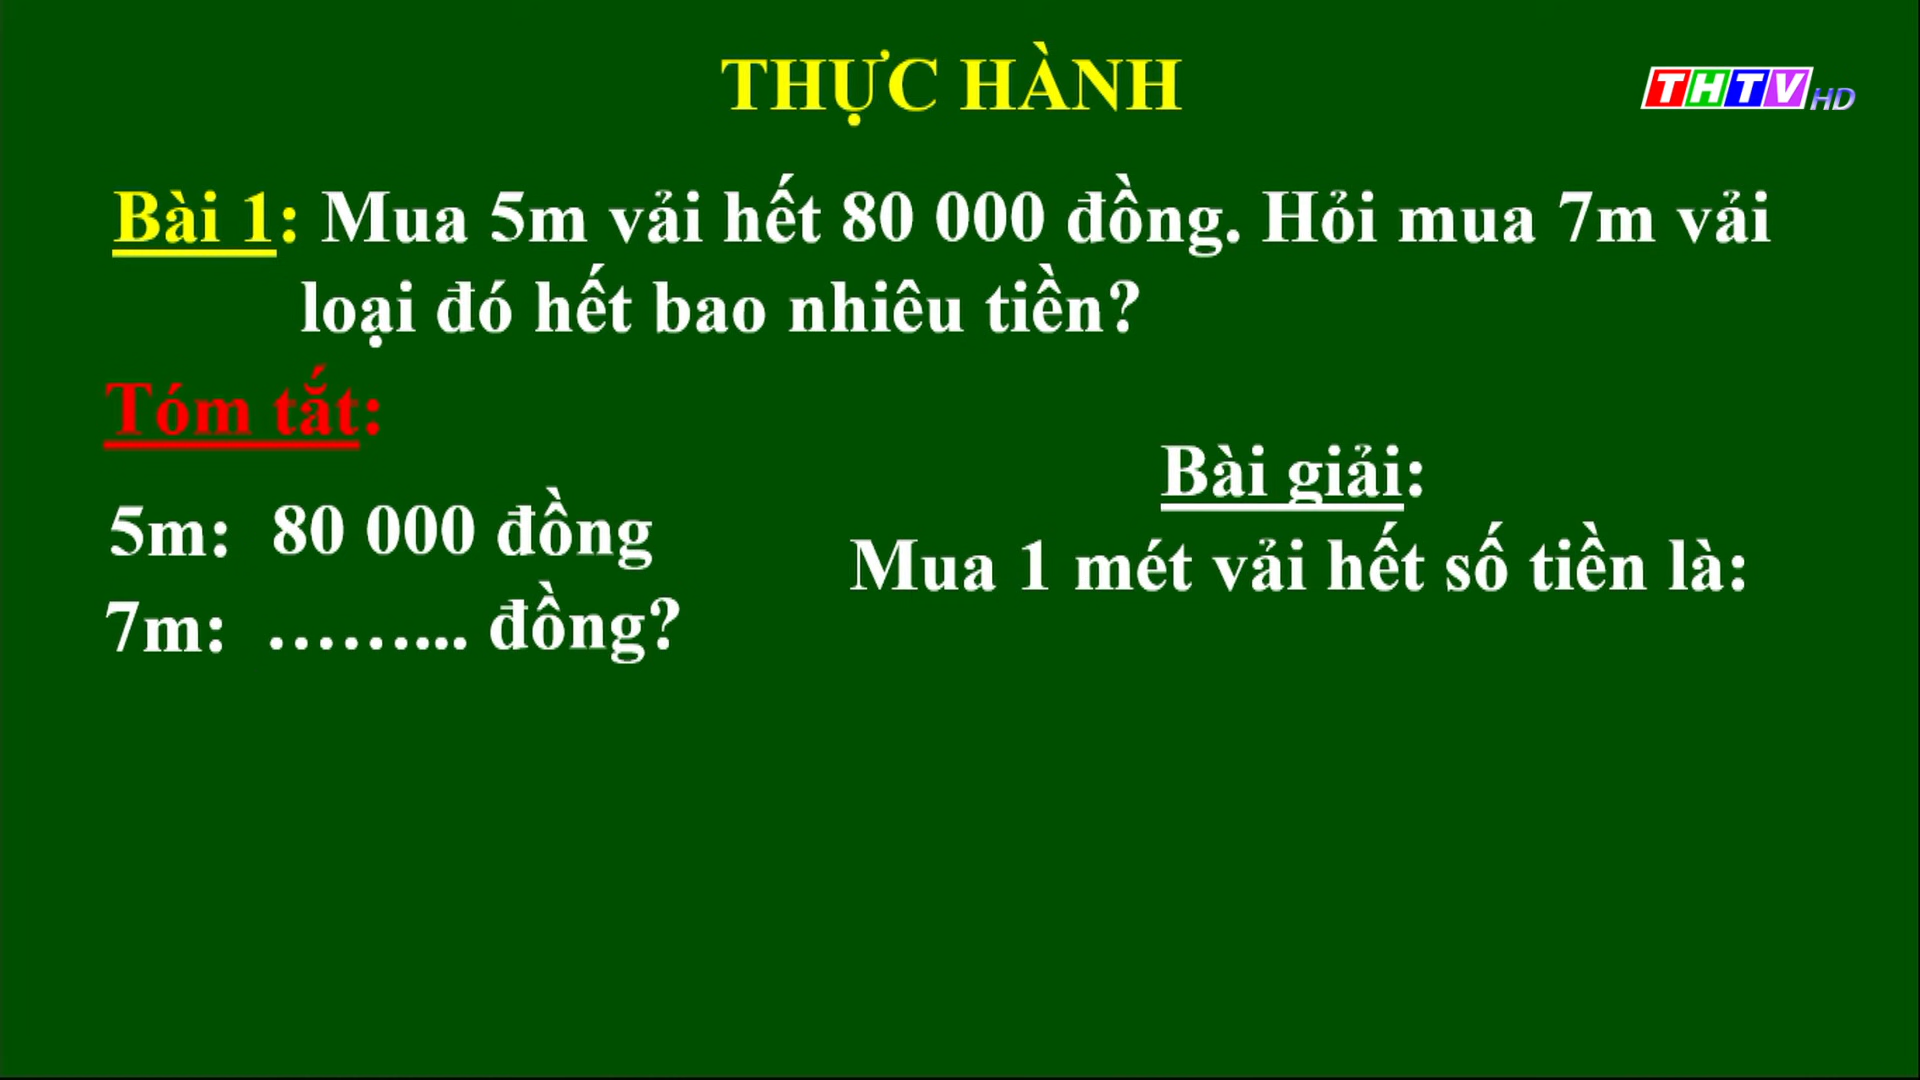 THỰC HÀNH
THTV HD
Bài 1: Mua 5m vải hết 80 000 đồng. Hỏi mua 7m vải
loại đó hết bao nhiêu tiền?
Tóm tắt:
5m: 80 000 đồng
7m: ……... đồng?
Bài giải:
Mua 1 mét vải hết số tiền là: